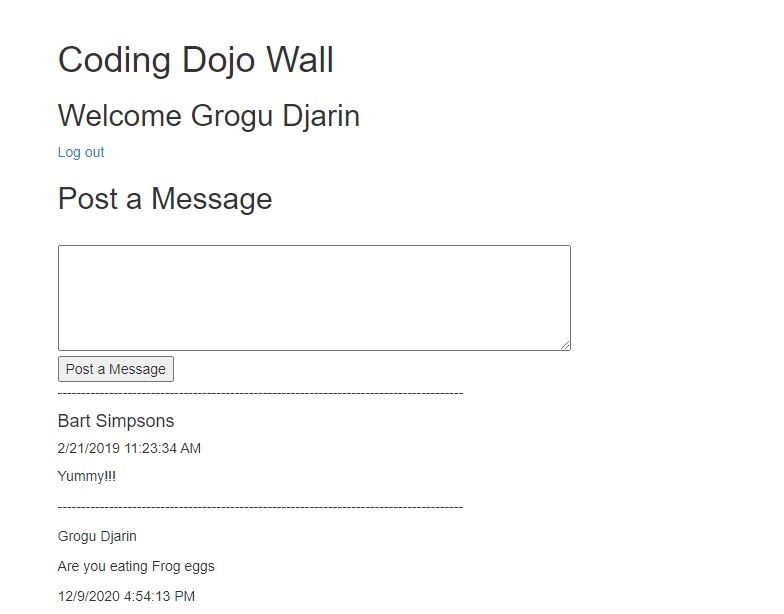 Coding Dojo Wall
Welcome Grogu Djarin
Log out
Post a Message
Post a Message
-------------------------------------------------------------------------------------
Bart Simpsons
2/21/2019 11:23:34 AM
Yummy!!!
-------------------------------------------------------------------------------------
Grogu Djarin
Are you eating Frog eggs
12/9/2020 4:54:13 PM